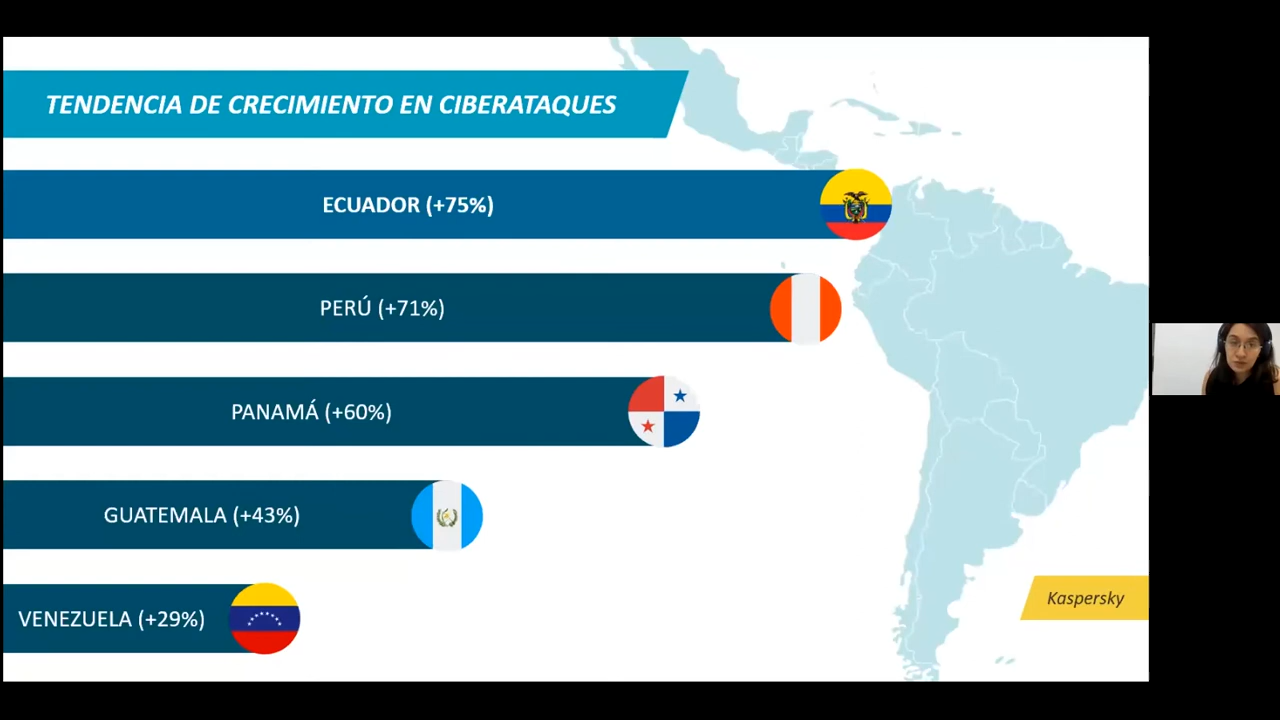 TENDENCIA DE CRECIMIENTO EN CIBERATAQUES
ECUADOR (+75%)
PERÚ (+71%)
PANAMÁ (+60%)
GUATEMALA (+43%)
VENEZUELA (+29%)
Kaspersky